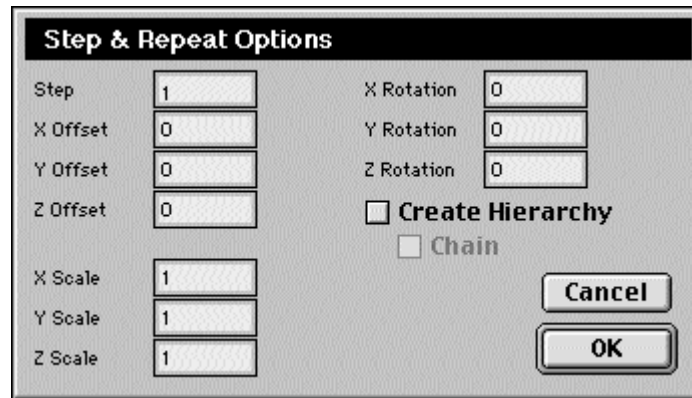 Step & Repeat Options
Step 1
X Offset 0
Y Offset 0
Z Offset 0
X Scale 1
Y Scale 1
Z Scale 1
X Rotation 0
Y Rotation 0
Z Rotation 0
Create Hierarchy
Chain
Cancel
OK